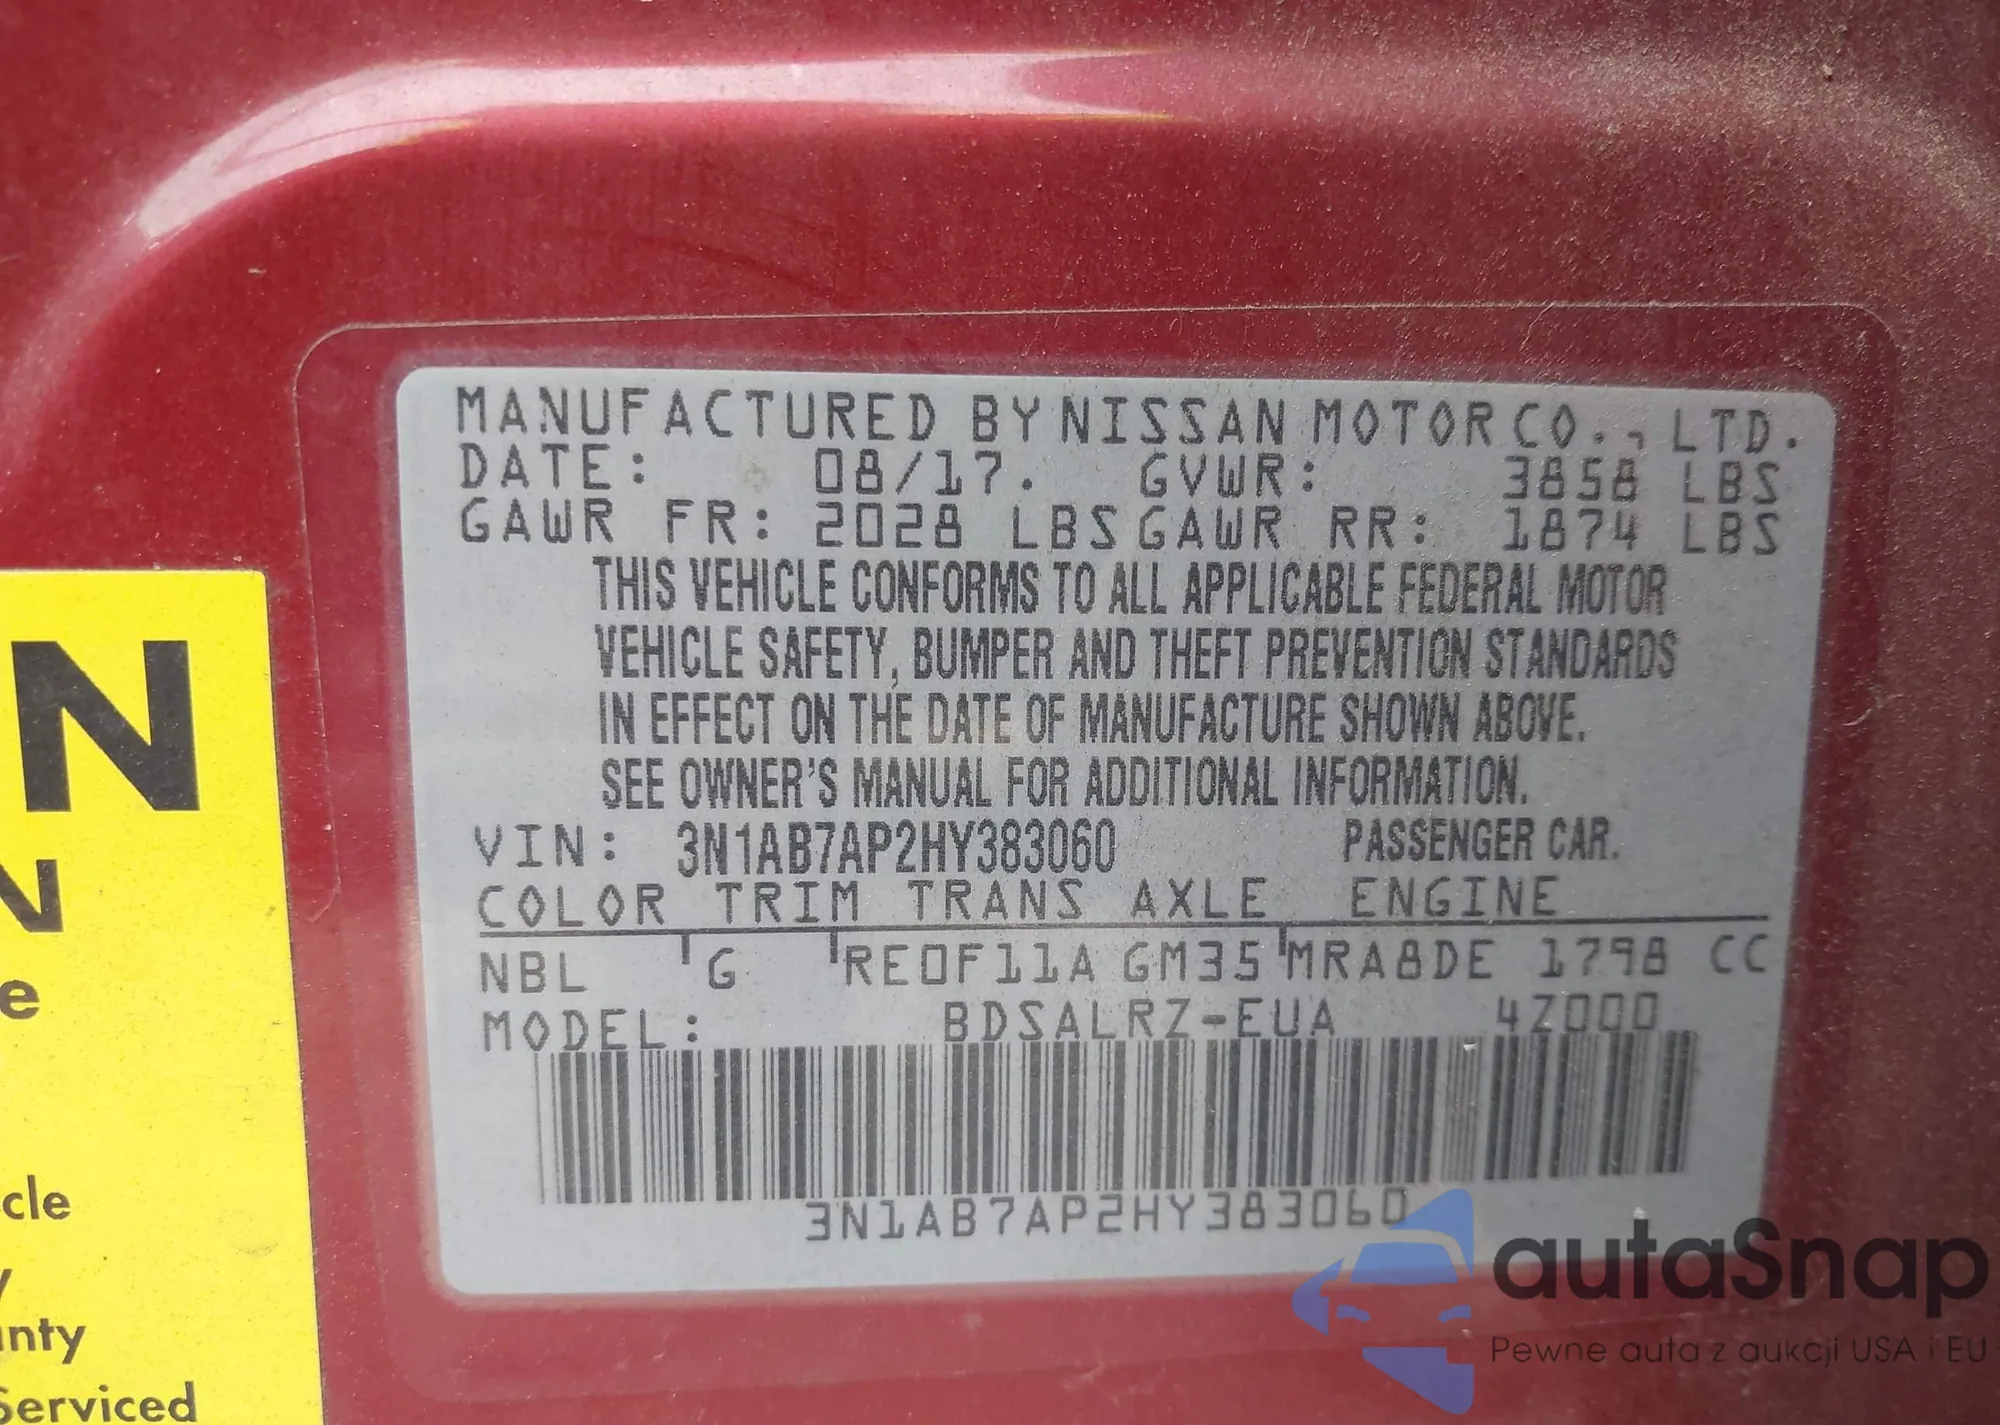 MANUFACTURED BY NISSAN MOTOR CO., LTD.
DATE: 08/17. GVWR: 3858 LBS
GAWR FR: 2028 LBS GAWR RR: 1874 LBS
THIS VEHICLE CONFORMS TO ALL APPLICABLE FEDERAL MOTOR
VEHICLE SAFETY, BUMPER AND THEFT PREVENTION STANDARDS
IN EFFECT ON THE DATE OF MANUFACTURE SHOWN ABOVE.
SEE OWNER'S MANUAL FOR ADDITIONAL INFORMATION.
VIN: 3N1AB7AP2HY383060 PASSENGER CAR.
COLOR TRIM TRANS AXLE ENGINE
NBL G RE0F11A GM35 MRA8DE 1798 CC
MODEL: BDSALRZ-EUA 4Z000
3N1AB7AP2HY383060
N
N
e
cle
y
nty
Serviced
autaSnap
Pewne auta z aukcji USA i EU